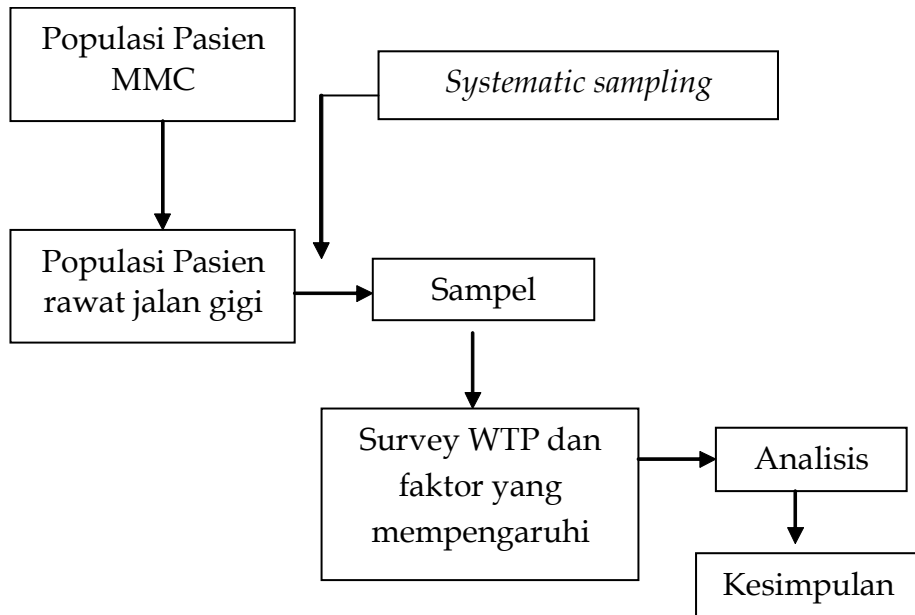 Populasi Pasien
MMC
Systematic sampling
Populasi Pasien
rawat jalan gigi
Sampel
Survey WTP dan
faktor yang
mempengaruhi
Analisis
Kesimpulan